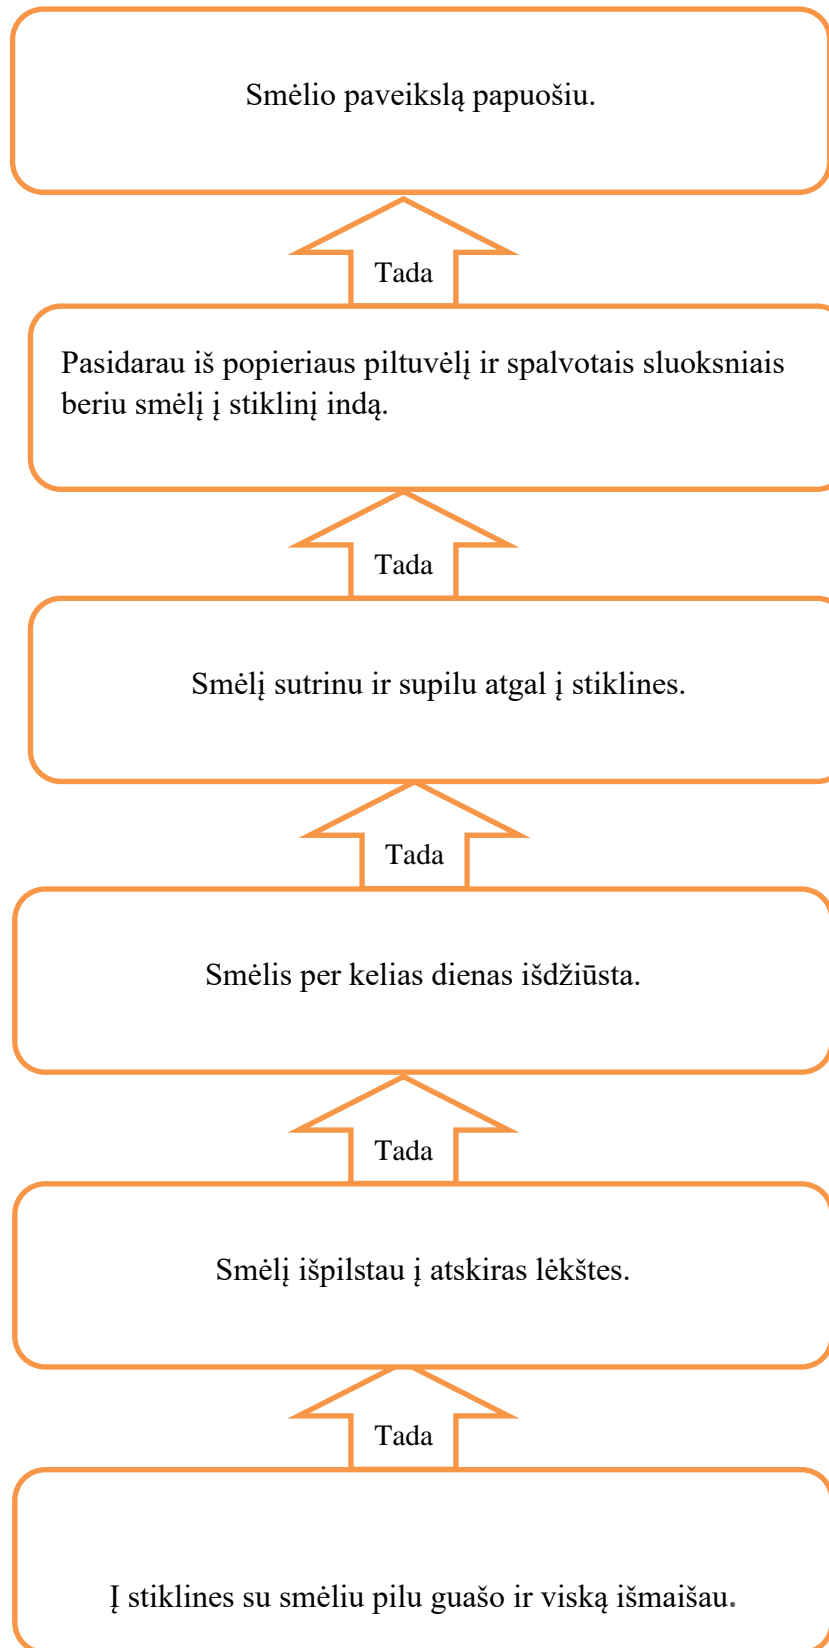 Smėlio paveikslą papuošiu.
Tada
Pasidarau iš popieriaus piltuvėlį ir spalvotais sluoksniais
beriu smėlį į stiklinį indą.
Tada
Smėlį sutrinu ir supilu atgal į stiklines.
Tada
Smėlis per kelias dienas išdžiūsta.
Tada
Smėlį išpilstau į atskiras lėkštes.
Tada
Į stiklines su smėliu pilu guašo ir viską išmaišau.